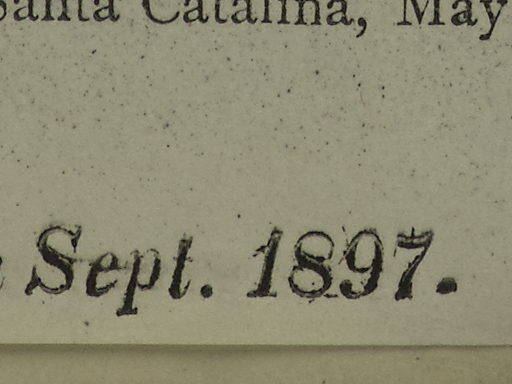 Santa Catalina, May
Sept. 1897.